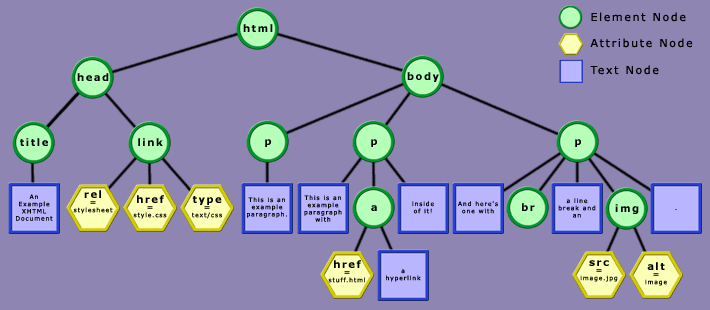 html
Element Node
Attribute Node
Text Node
head
body
title
link
p
p
p
An
Example
XHTML
Document
rel
=
stylesheet
href
=
style.css
type
=
text/css
This is an
example
paragraph.
This is an
example
paragraph
with
a
inside
of it!
And here's
one with
br
a line
break and
an
img
.
href
=
stuff.html
a
hyperlink
src
=
image.jpg
alt
=
image